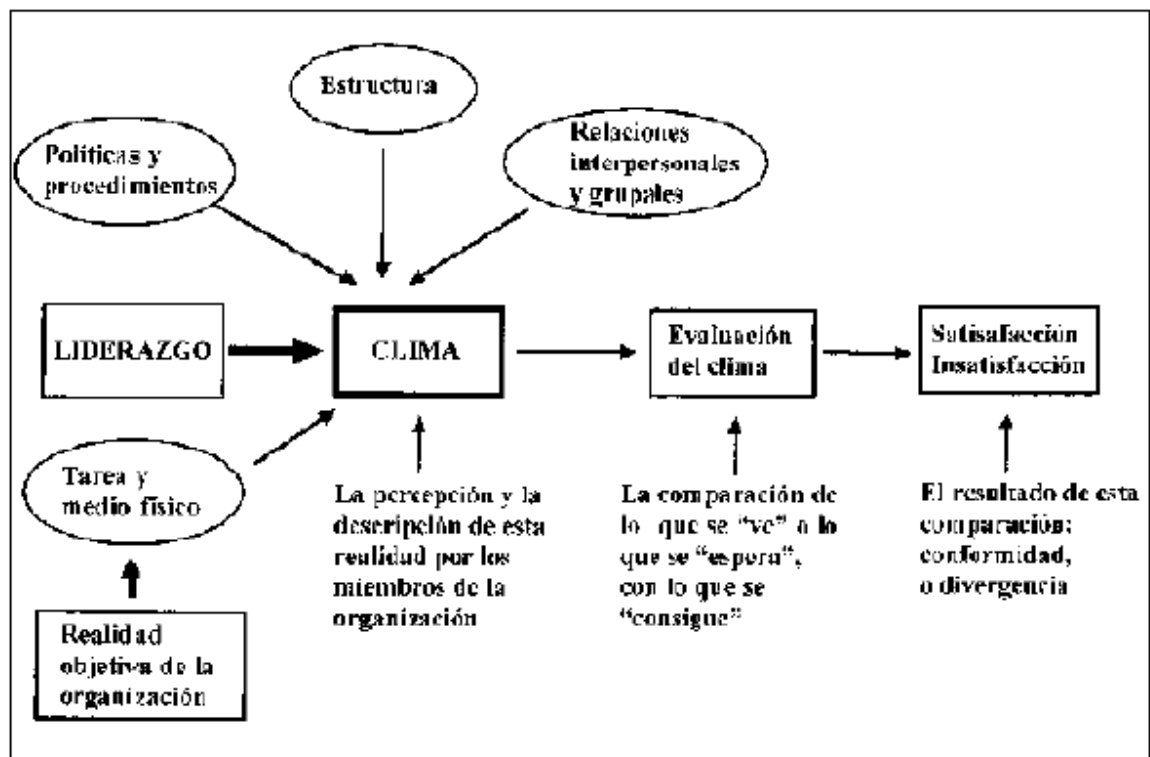 Estructura
Políticas y
procedimientos
Relaciones
interpersonales
y grupales
LIDERAZGO
CLIMA
Evaluación
del clima
Satisafacción
Insatisfacción
Tarea y
medio físico
La percepción y la
descripción de esta
realidad por los
miembros de la
organización
La comparación de
lo que se “ve” o lo
que se “espera”,
con lo que se
“consigue”
El resultado de esta
comparación:
conformidad,
o divergencia
Realidad
objetiva de la
organización